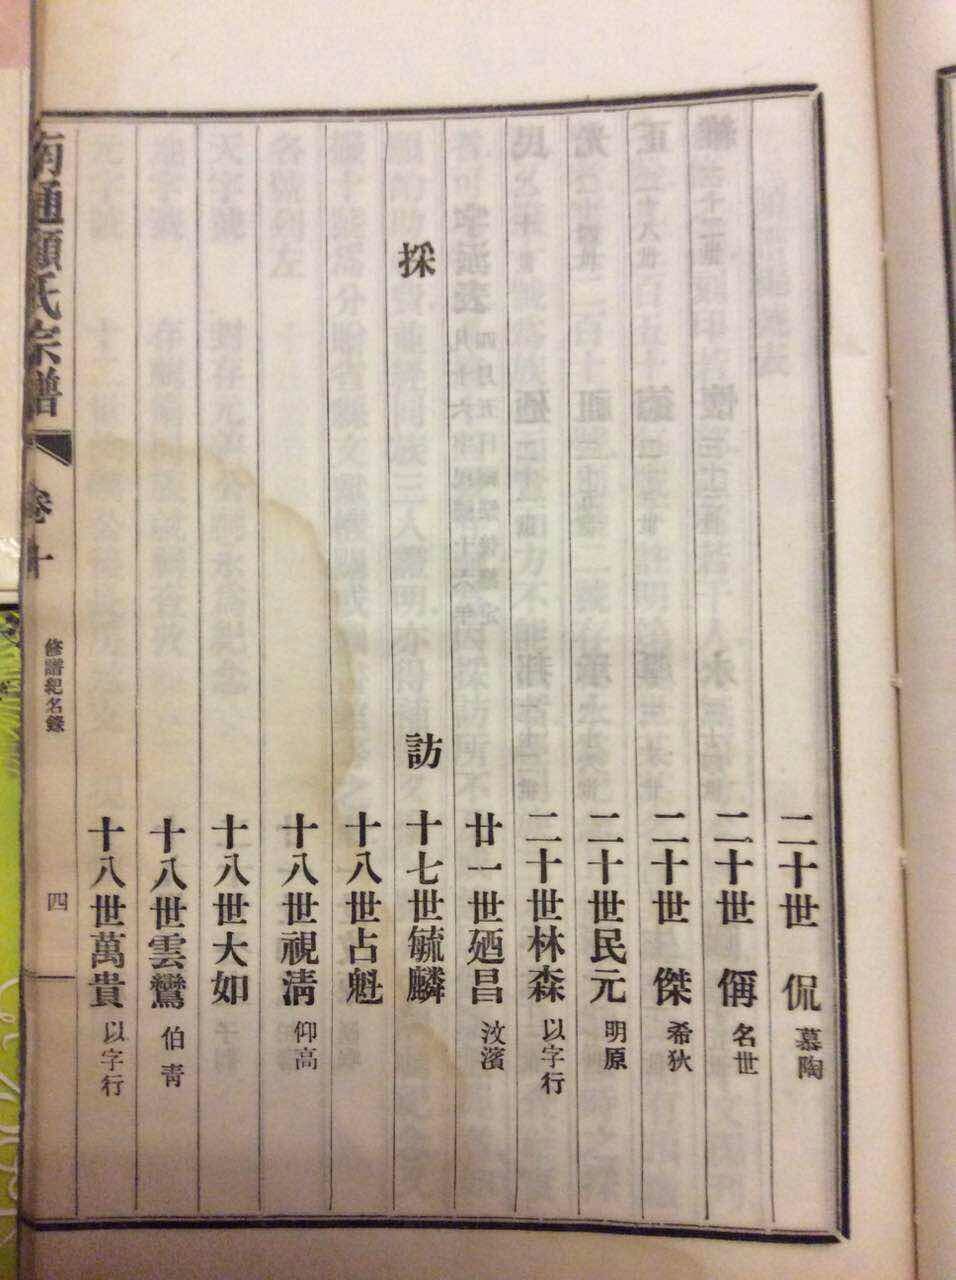 二十世　侃　慕陶
二十世　偁　名世
二十世　傑　希狄
二十世民元　明原
二十世林森　以字行
廿一世廼昌　汶濱
採訪　十七世毓麟
十八世占魁
十八世視清　仰高
十八世大如
十八世雲鸞　伯青
十八世萬貴　以字行
南通顧氏宗譜　卷十　修譜紀名錄　四